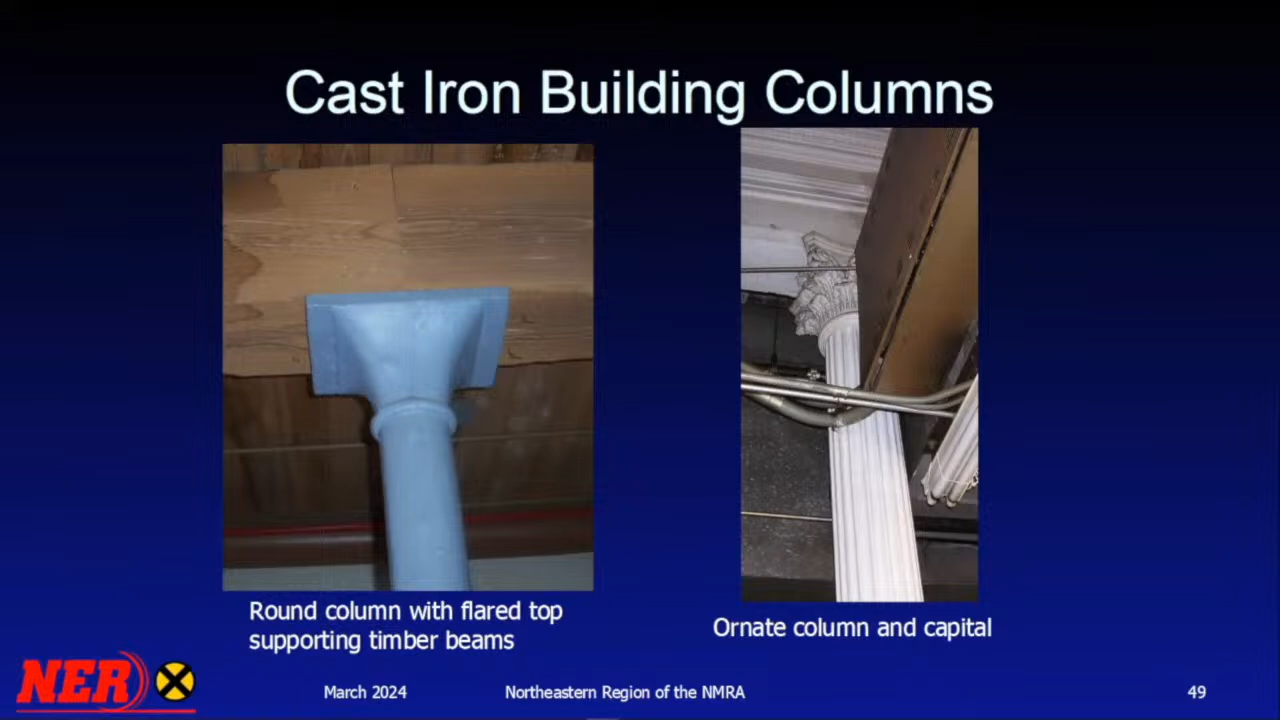 Cast Iron Building Columns
Round column with flared top
supporting timber beams
Ornate column and capital
NER
March 2024
Northeastern Region of the NMRA
49